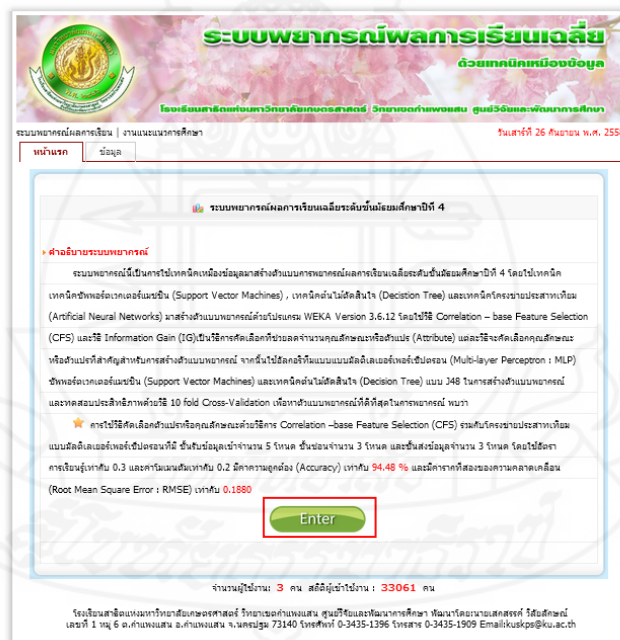 ระบบพยากรณ์ผลการเรียนเฉลี่ย
ด้วยเทคนิคเหมืองข้อมูล
โรงเรียนสาธิตแห่งมหาวิทยาลัยเกษตรศาสตร์ วิทยาเขตกำแพงแสน ศูนย์วิจัยและพัฒนาการศึกษา
ระบบพยากรณ์ผลการเรียน | งานแนะแนวการศึกษา
วันเสาร์ที่ 26 กันยายน พ.ศ. 255
หน้าแรก ข้อมูล
ระบบพยากรณ์ผลการเรียนเฉลี่ยระดับชั้นมัธยมศึกษาปีที่ 4
คำอธิบายระบบพยากรณ์
ระบบพยากรณ์นี้เป็นการใช้เทคนิคเหมืองข้อมูลมาสร้างตัวแบบการพยากรณ์ผลการเรียนเฉลี่ยระดับชั้นมัธยมศึกษาปีที่ 4 โดยใช้เทคนิค
เทคนิคซัพพอร์ตเวกเตอร์แมชชีน (Support Vector Machines) , เทคนิคต้นไม้ตัดสินใจ (Decistion Tree) และเทคนิคโครงข่ายประสาทเทียม
(Artificial Neural Networks) มาสร้างตัวแบบพยากรณ์ด้วยโปรแกรม WEKA Version 3.6.12 โดยใช้วิธี Correlation – base Feature Selection
(CFS) และวิธี Information Gain (IG)เป็นวิธีการคัดเลือกที่ช่วยลดจำนวนคุณลักษณะหรือตัวแปร (Attribute) แต่ละวิธีจะคัดเลือกคุณลักษณะ
หรือตัวแปรที่สำคัญสำหรับการสร้างตัวแบบพยากรณ์ จากนั้นใช้อัลกอริทึมแบบแบบมัลติเลเยอร์เพอร์เซ็ปตรอน (Multi-layer Perceptron : MLP)
ซัพพอร์ตเวกเตอร์แมชชีน (Support Vector Machines) และเทคนิคต้นไม้ตัดสินใจ (Decision Tree) แบบ J48 ในการสร้างตัวแบบพยากรณ์
และทดสอบประสิทธิภาพด้วยวิธี 10 fold Cross-Validation เพื่อหาตัวแบบพยากรณ์ที่ดีที่สุดในการพยากรณ์ พบว่า
การใช้วิธีคัดเลือกตัวแปรหรือคุณลักษณะด้วยวิธีการ Correlation –base Feature Selection (CFS) ร่วมกับโครงข่ายประสาทเทียม
แบบมัลติเลเยอร์เพอร์เซ็ปตรอนที่มี ชั้นรับข้อมูลเข้าจำนวน 5 โหนด ชั้นซ่อนจำนวน 3 โหนด และชั้นส่งข้อมูลจำนวน 3 โหนด โดยใช้อัตรา
การเรียนรู้เท่ากับ 0.3 และค่าโมเมนตัมเท่ากับ 0.2 มีค่าความถูกต้อง (Accuracy) เท่ากับ 94.48 % และมีค่ารากที่สองของความคลาดเคลื่อน
(Root Mean Square Error : RMSE) เท่ากับ 0.1880
Enter
จำนวนผู้ใช้งาน: 3 คน สถิติผู้เข้าใช้งาน : 33061 คน
โรงเรียนสาธิตแห่งมหาวิทยาลัยเกษตรศาสตร์ วิทยาเขตกำแพงแสน ศูนย์วิจัยและพัฒนาการศึกษา พัฒนาโดยนายเสกสรรค์ วิลัยลักษณ์
เลขที่ 1 หมู่ 6 ต.กำแพงแสน อ.กำแพงแสน จ.นครปฐม 73140 โทรศัพท์ 0-3435-1396 โทรสาร 0-3435-1909 Email:kuskps@ku.ac.th